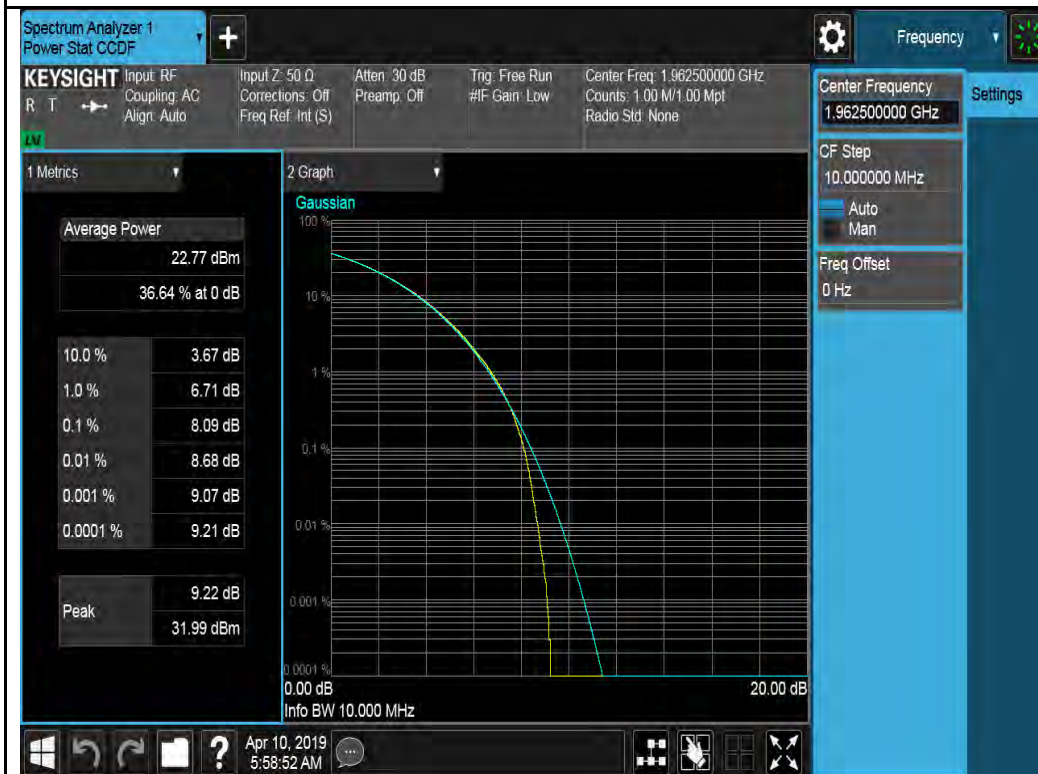 Spectrum Analyzer 1
Power Stat CCDF
+
Frequency
KEYSIGHT
R T
Input: RF
Coupling: AC
Align: Auto
Input Z: 50 Ω
Corrections: Off
Freq Ref: Int (S)
Atten: 30 dB
Preamp: Off
Trig: Free Run
#IF Gain: Low
Center Freq: 1.962500000 GHz
Counts: 1.00 M/1.00 Mpt
Radio Std: None
Center Frequency
1.962500000 GHz
Settings
CF Step
10.000000 MHz
Auto
Man
Freq Offset
0 Hz
1 Metrics
Average Power
22.77 dBm
36.64 % at 0 dB
10.0 % 3.67 dB
1.0 % 6.71 dB
0.1 % 8.09 dB
0.01 % 8.68 dB
0.001 % 9.07 dB
0.0001 % 9.21 dB
Peak
9.22 dB
31.99 dBm
2 Graph
Gaussian
100 %
10 %
1 %
0.1 %
0.01 %
0.001 %
0.0001 %
0.00 dB
20.00 dB
Info BW 10.000 MHz
?
Apr 10, 2019
5:58:52 AM